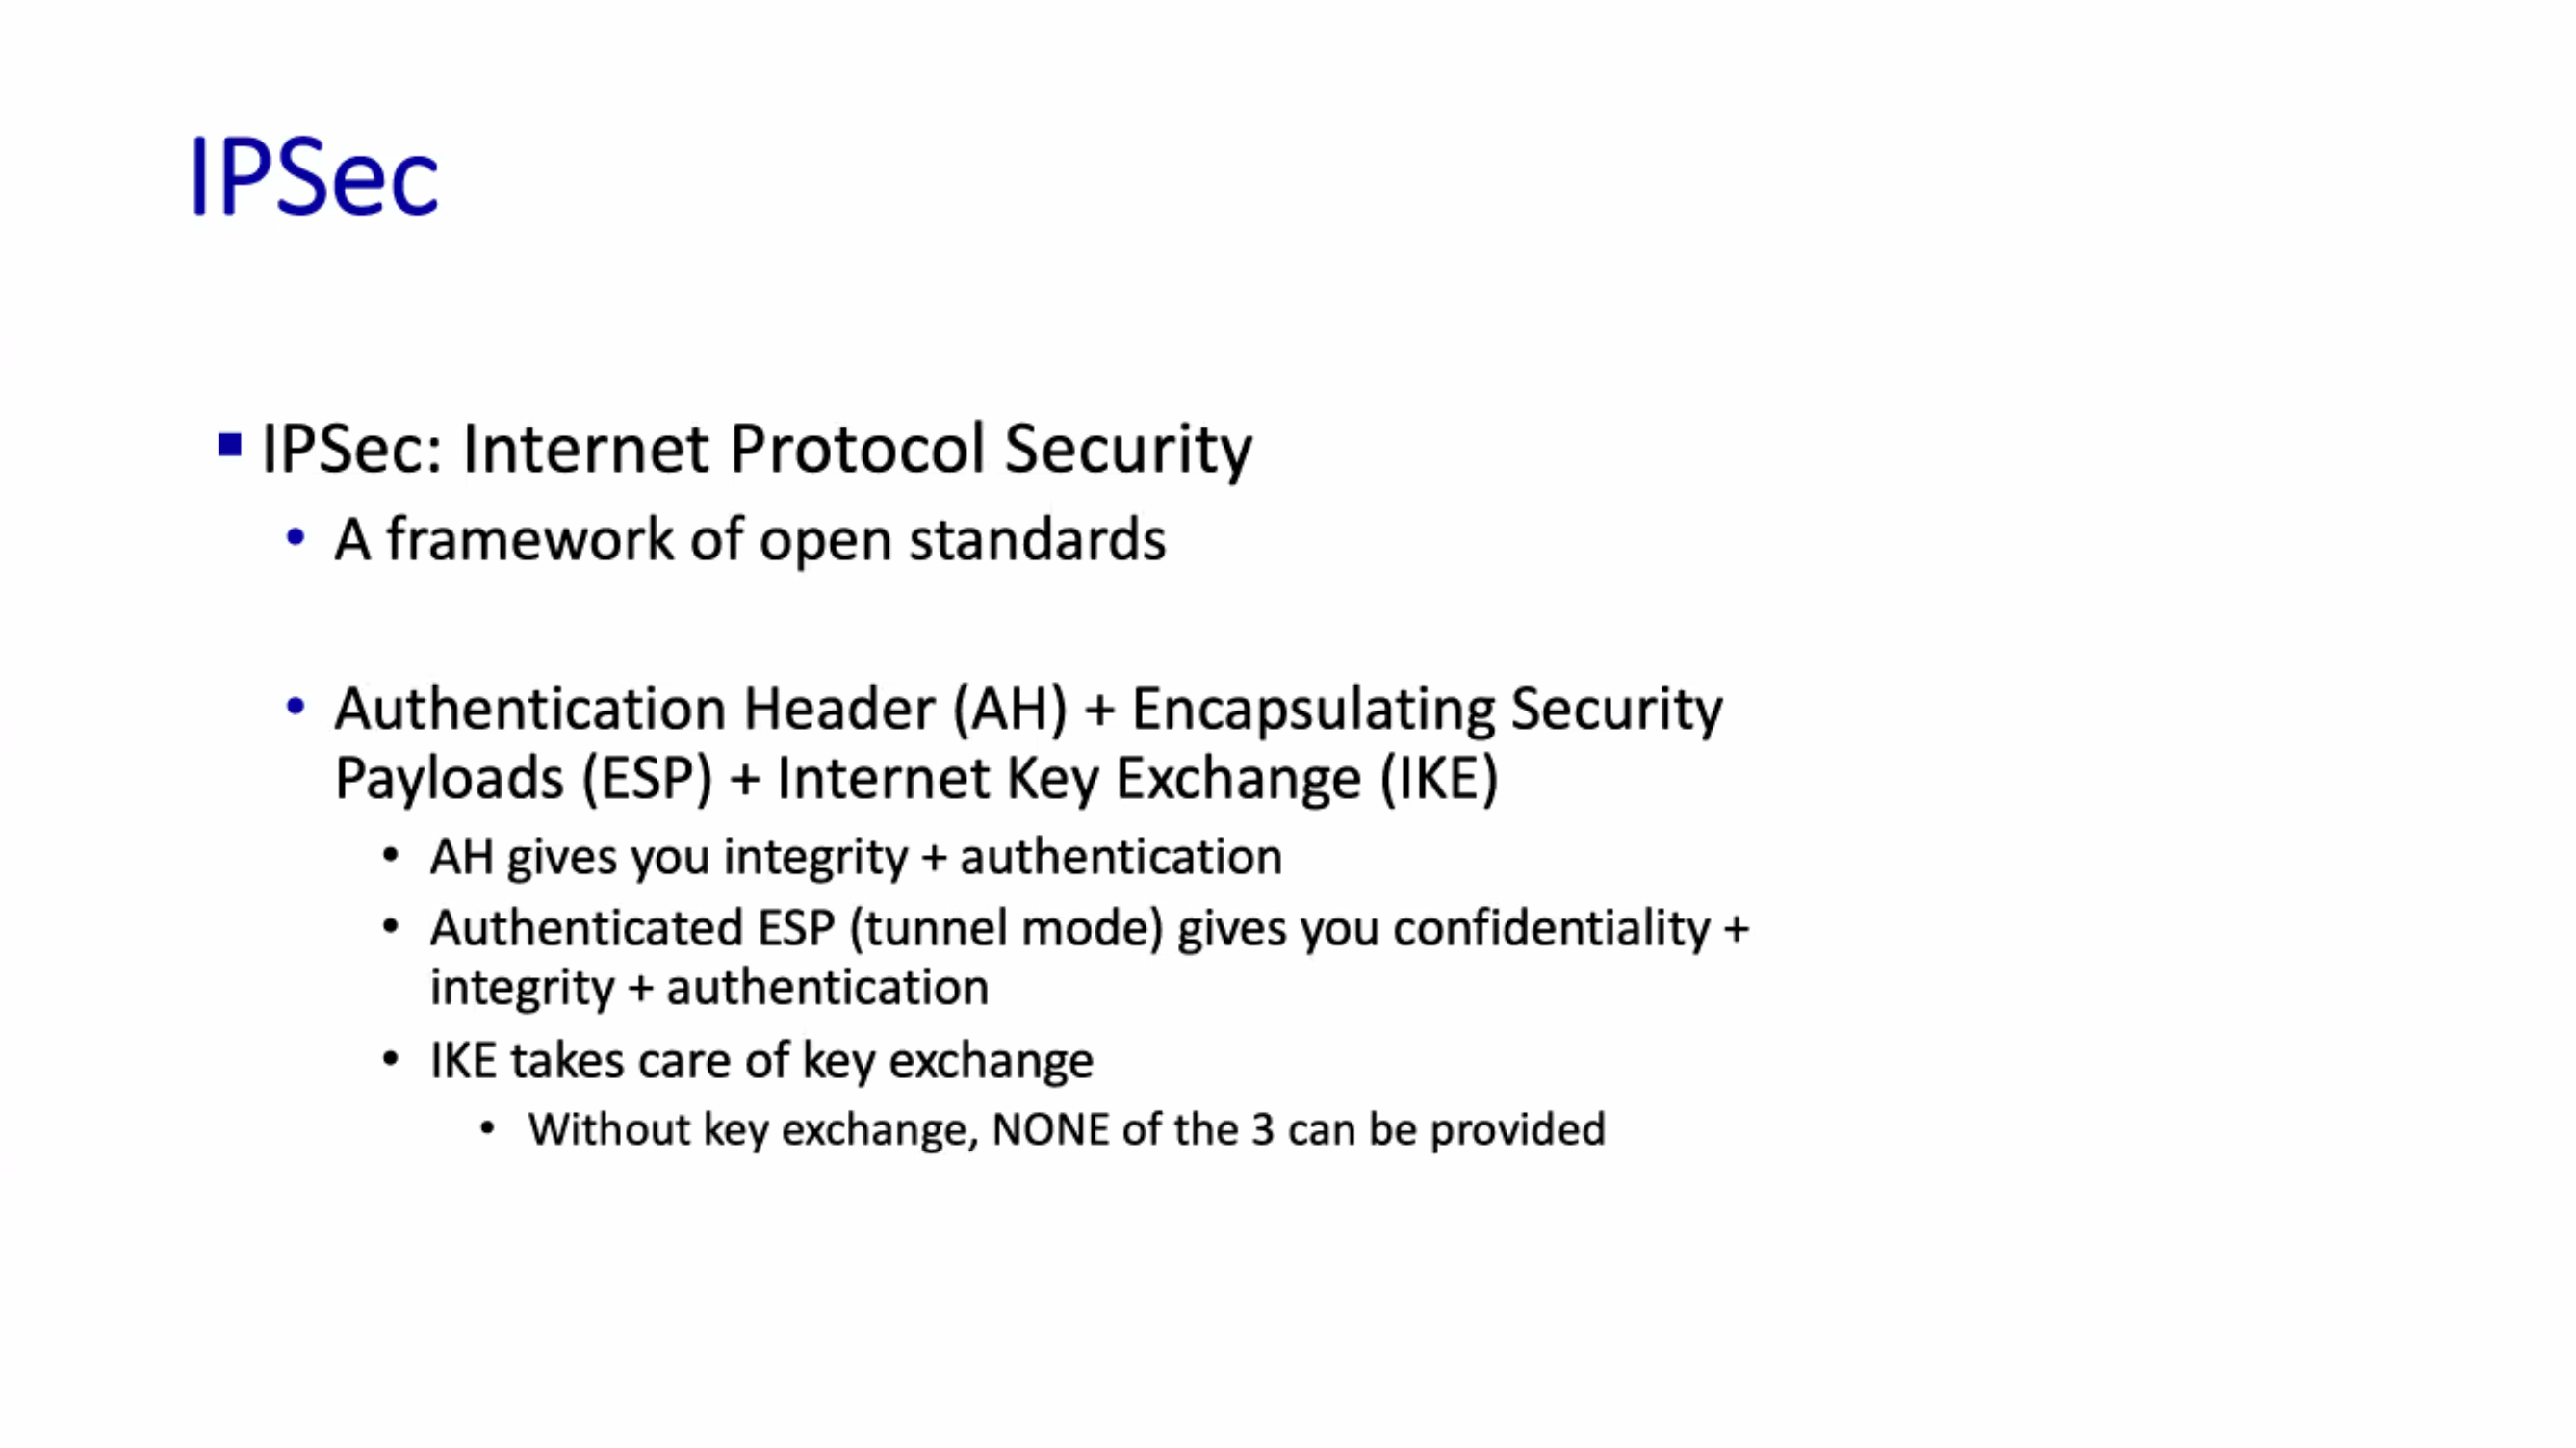 IPSec
IPSec: Internet Protocol Security
A framework of open standards
Authentication Header (AH) + Encapsulating Security
Payloads (ESP) + Internet Key Exchange (IKE)
AH gives you integrity + authentication
Authenticated ESP (tunnel mode) gives you confidentiality +
integrity + authentication
IKE takes care of key exchange
Without key exchange, NONE of the 3 can be provided